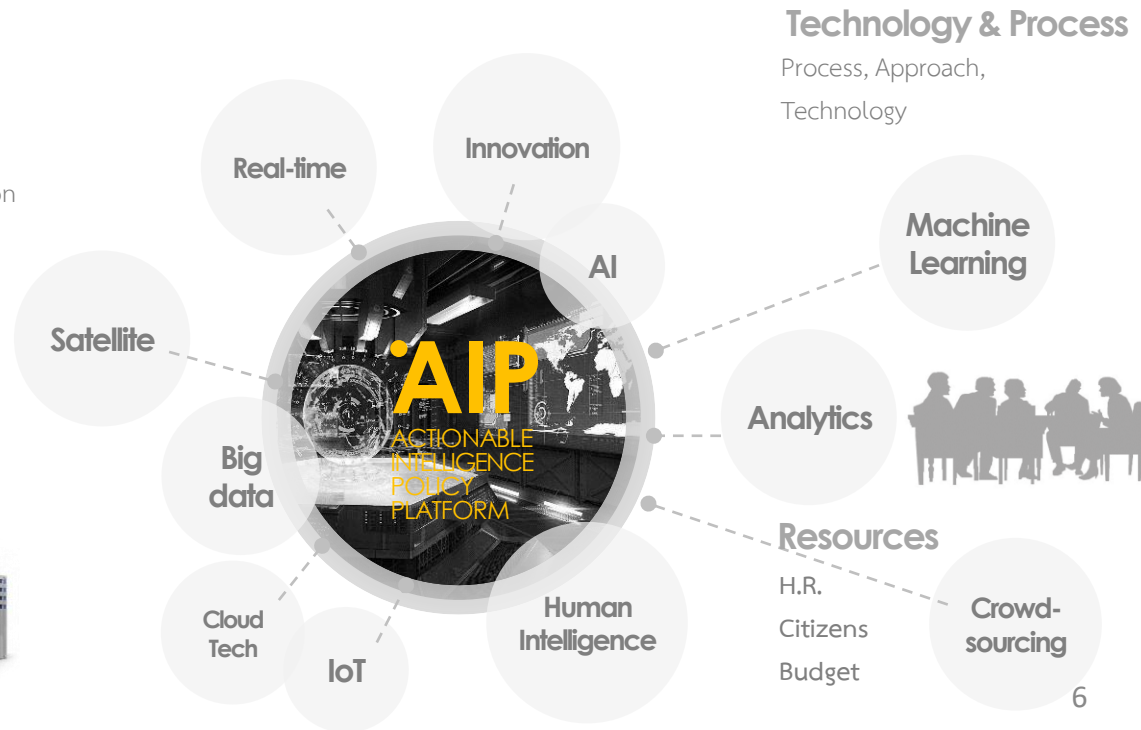 Technology & Process
Process, Approach,
Technology
Innovation
Real-time
on
AI
Machine
Learning
Satellite
AIP
ACTIONABLE
INTELLIGENCE
POLICY
PLATFORM
Analytics
Big
data
Resources
H.R.
Citizens
Budget
Cloud
Tech
IoT
Human
Intelligence
Crowd-
sourcing
6